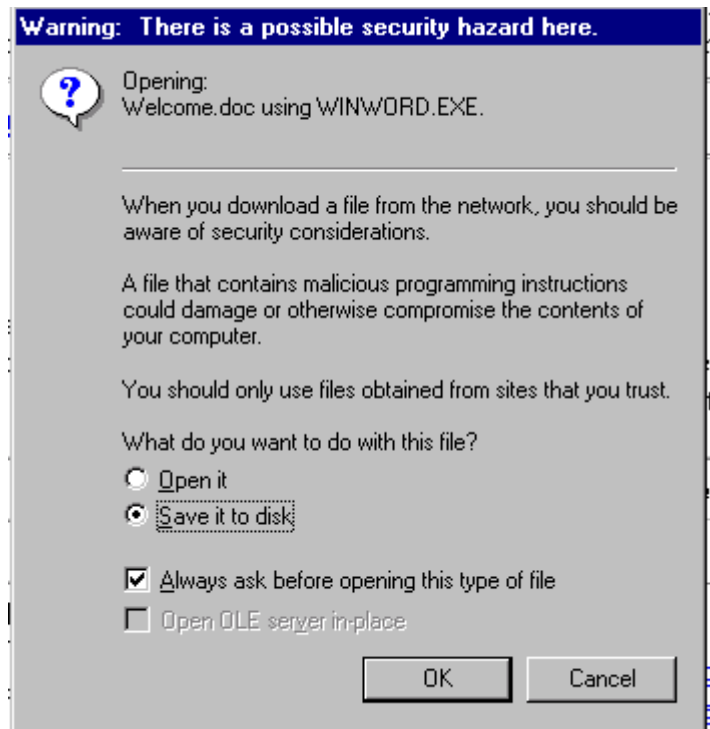 Warning: There is a possible security hazard here.
Opening:
Welcome.doc using WINWORD.EXE.
When you download a file from the network, you should be
aware of security considerations.
A file that contains malicious programming instructions
could damage or otherwise compromise the contents of
your computer.
You should only use files obtained from sites that you trust.
What do you want to do with this file?
Open it
Save it to disk
Always ask before opening this type of file
Open OLE server in-place
OK Cancel